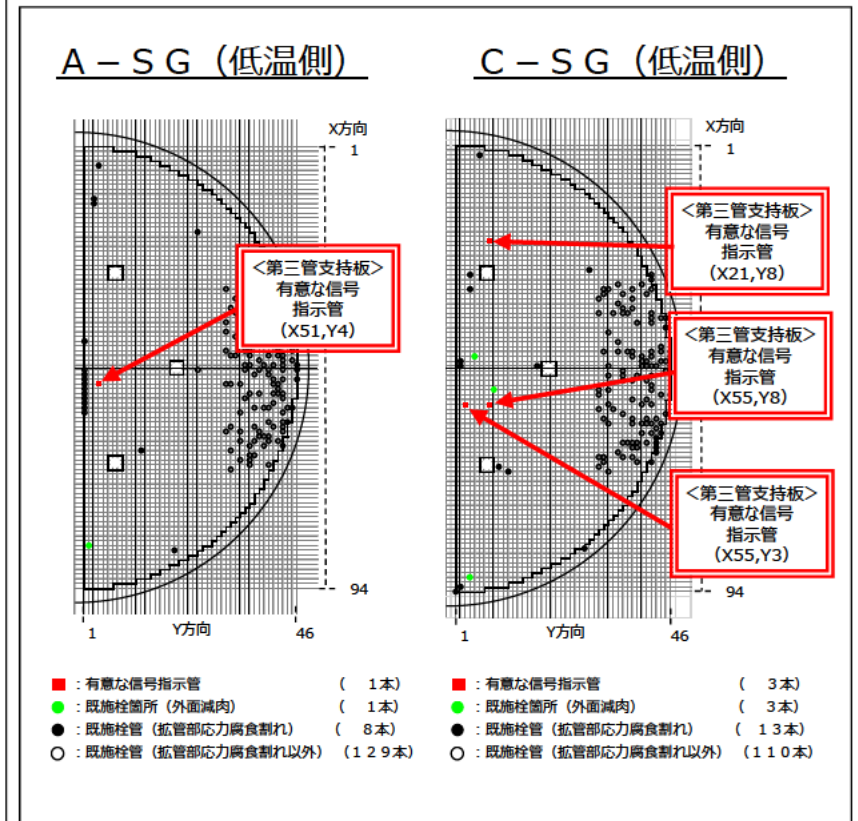 A－SG（低温側）
X方向
1
＜第三管支持板＞
有意な信号
指示管
（X51,Y4）
94
1
Y方向
46
■：有意な信号指示管　（　1本）
●：既施栓箇所（外面減肉）　（　1本）
●：既施栓管（拡管部応力腐食割れ）　（　8本）
○：既施栓管（拡管部応力腐食割れ以外）（129本）
C－SG（低温側）
X方向
1
＜第三管支持板＞
有意な信号
指示管
（X21,Y8）
＜第三管支持板＞
有意な信号
指示管
（X55,Y8）
＜第三管支持板＞
有意な信号
指示管
（X55,Y3）
94
1
Y方向
46
■：有意な信号指示管　（　3本）
●：既施栓箇所（外面減肉）　（　3本）
●：既施栓管（拡管部応力腐食割れ）　（13本）
○：既施栓管（拡管部応力腐食割れ以外）（110本）